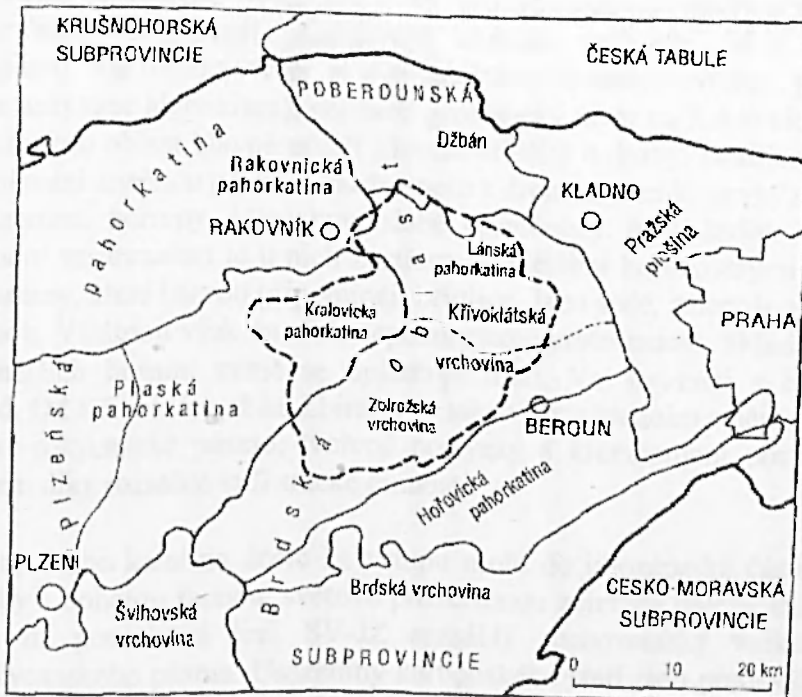 KRUŠNOHORSKÁ
SUBPROVINCIE
ČESKÁ TABULE
POBEROUNSKÁ
Džbán
pahorkatina
Rakovnická
pahorkatina
KLADNO
RAKOVNÍK
Pražská
plošina
Lánská
pahorkatina
PRAHA
Kralovická
pahorkatina
Křivoklátská
vrchovina
Plaská
pahorkatina
Zbirožská
vrchovina
BEROUN
Plzeňská
Hořovická
pahorkatina
Brdská oblast
PLZEŇ
Švihovská
vrchovina
Brdská vrchovina
ČESKO-MORAVSKÁ
SUBPROVINCIE
SUBPROVINCIE
0 10 20 km